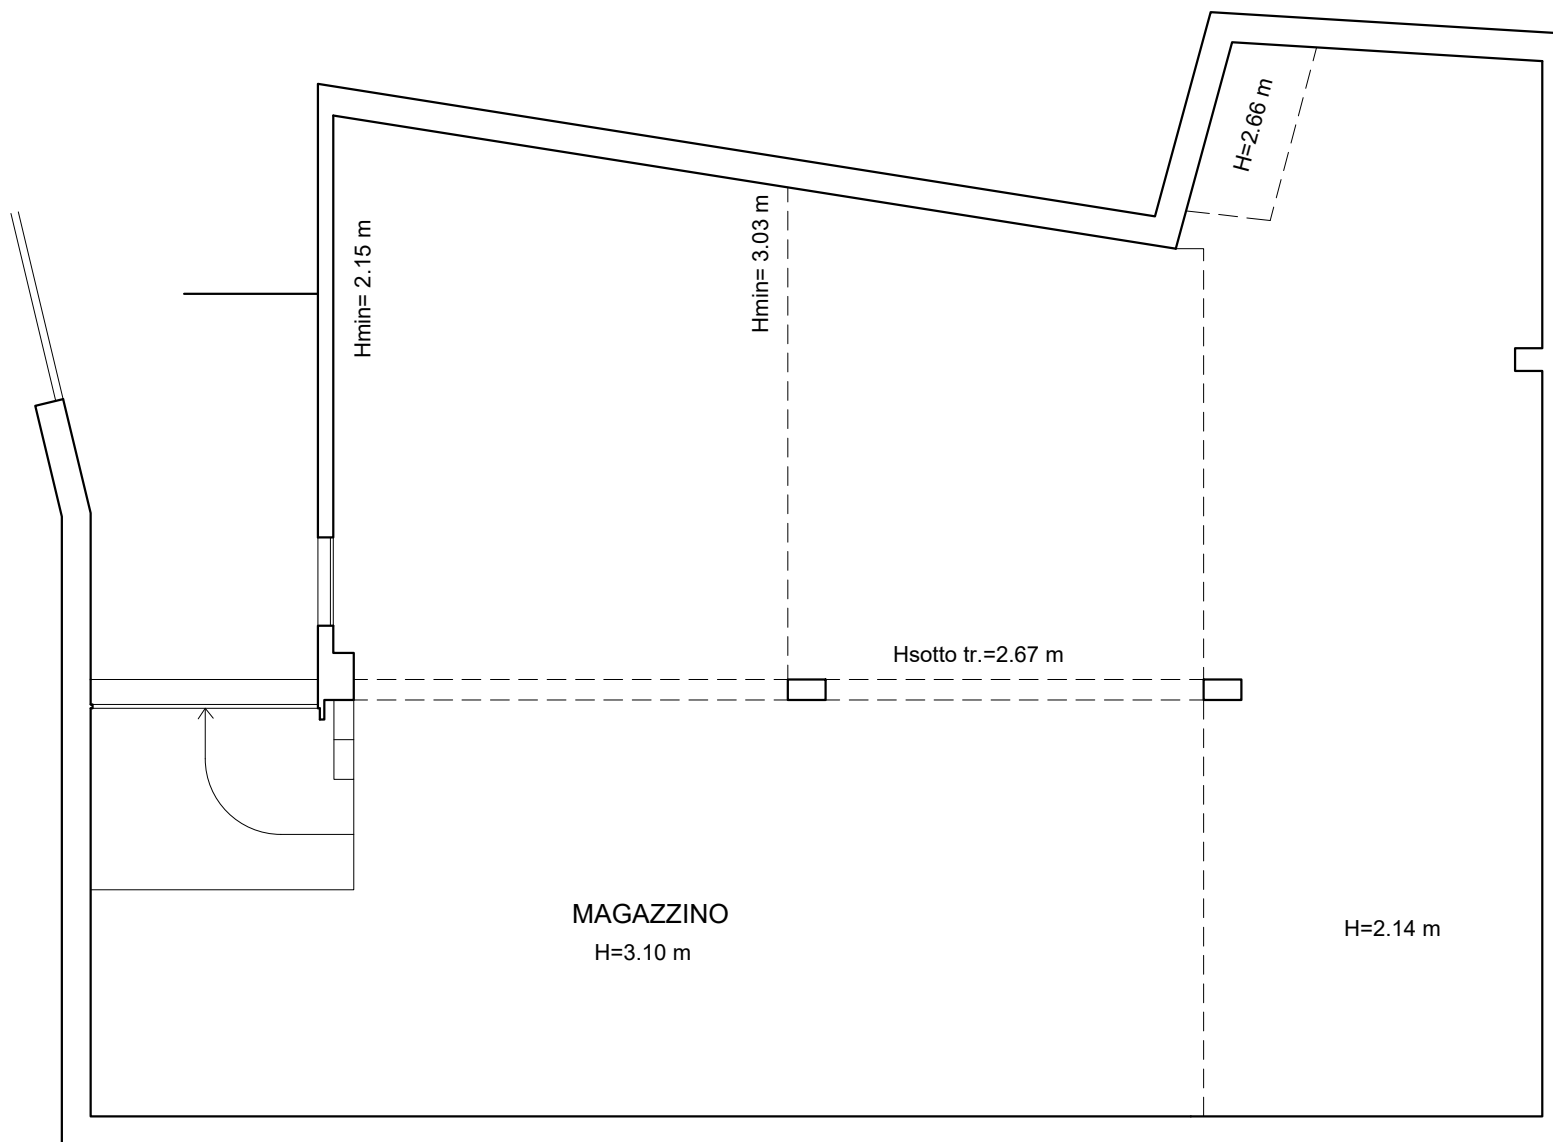 H=2.66 m
Hmin= 2.15 m
Hmin= 3.03 m
Hsotto tr.=2.67 m
MAGAZZINO
H=3.10 m
H=2.14 m